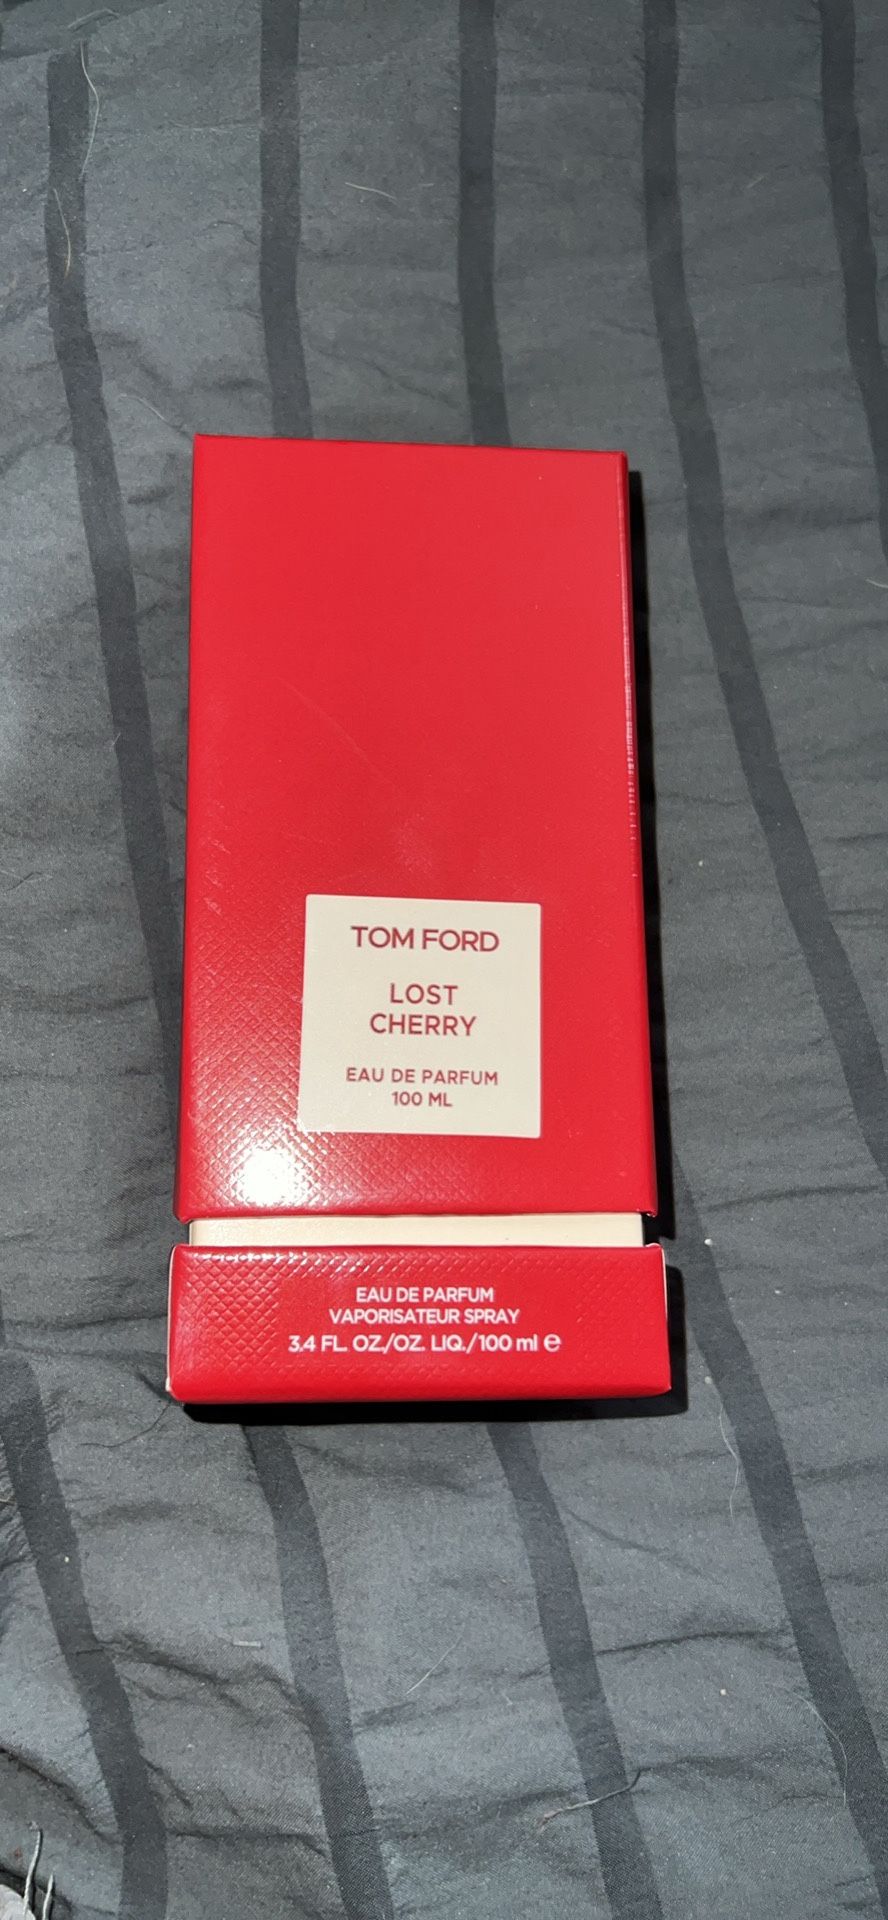 TOM FORD
LOST
CHERRY
EAU DE PARFUM
100 ML
EAU DE PARFUM
VAPORISATEUR SPRAY
3.4 FL. OZ./OZ. LIQ./100 ml ℮